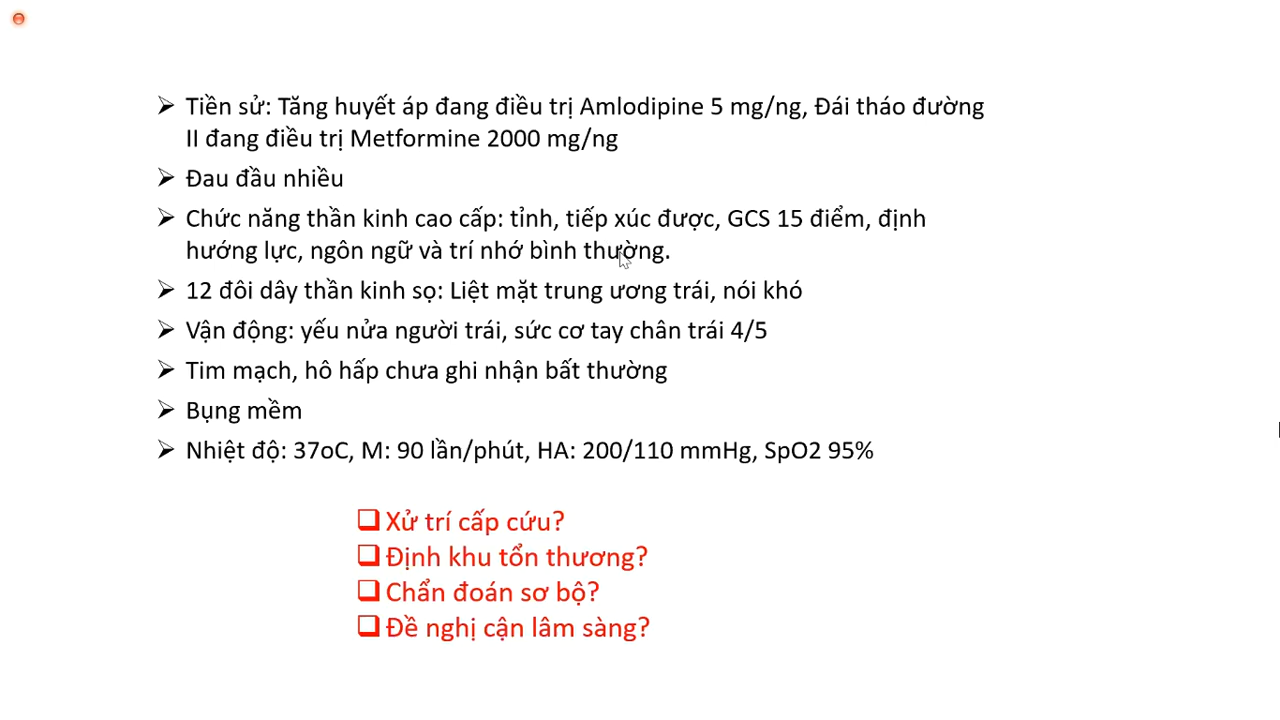 Tiền sử: Tăng huyết áp đang điều trị Amlodipine 5 mg/ng, Đái tháo đường
II đang điều trị Metformine 2000 mg/ng
Đau đầu nhiều
Chức năng thần kinh cao cấp: tỉnh, tiếp xúc được, GCS 15 điểm, định
hướng lực, ngôn ngữ và trí nhớ bình thường.
12 đôi dây thần kinh sọ: Liệt mặt trung ương trái, nói khó
Vận động: yếu nửa người trái, sức cơ tay chân trái 4/5
Tim mạch, hô hấp chưa ghi nhận bất thường
Bụng mềm
Nhiệt độ: 37oC, M: 90 lần/phút, HA: 200/110 mmHg, SpO2 95%
Xử trí cấp cứu?
Định khu tổn thương?
Chẩn đoán sơ bộ?
Đề nghị cận lâm sàng?